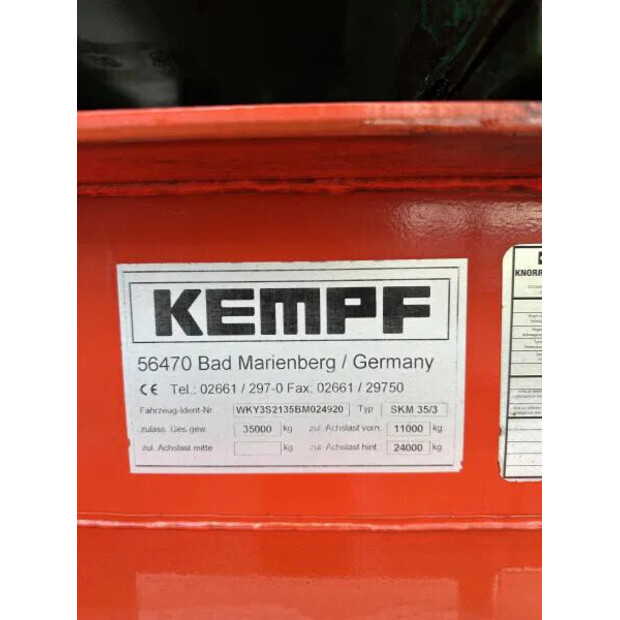 KEMPF
56470 Bad Marienberg / Germany
CE Tel.: 02661 / 297-0 Fax: 02661 / 29750
Fahrzeug-Ident-Nr. WKY3S2135BM024920 Typ SKM 35/3
zulass. Ges.gew. 35000 kg zul. Achslast vorn: 11000 kg
zul. Achslast mitte kg zul. Achslast hint. 24000 kg
KNORR